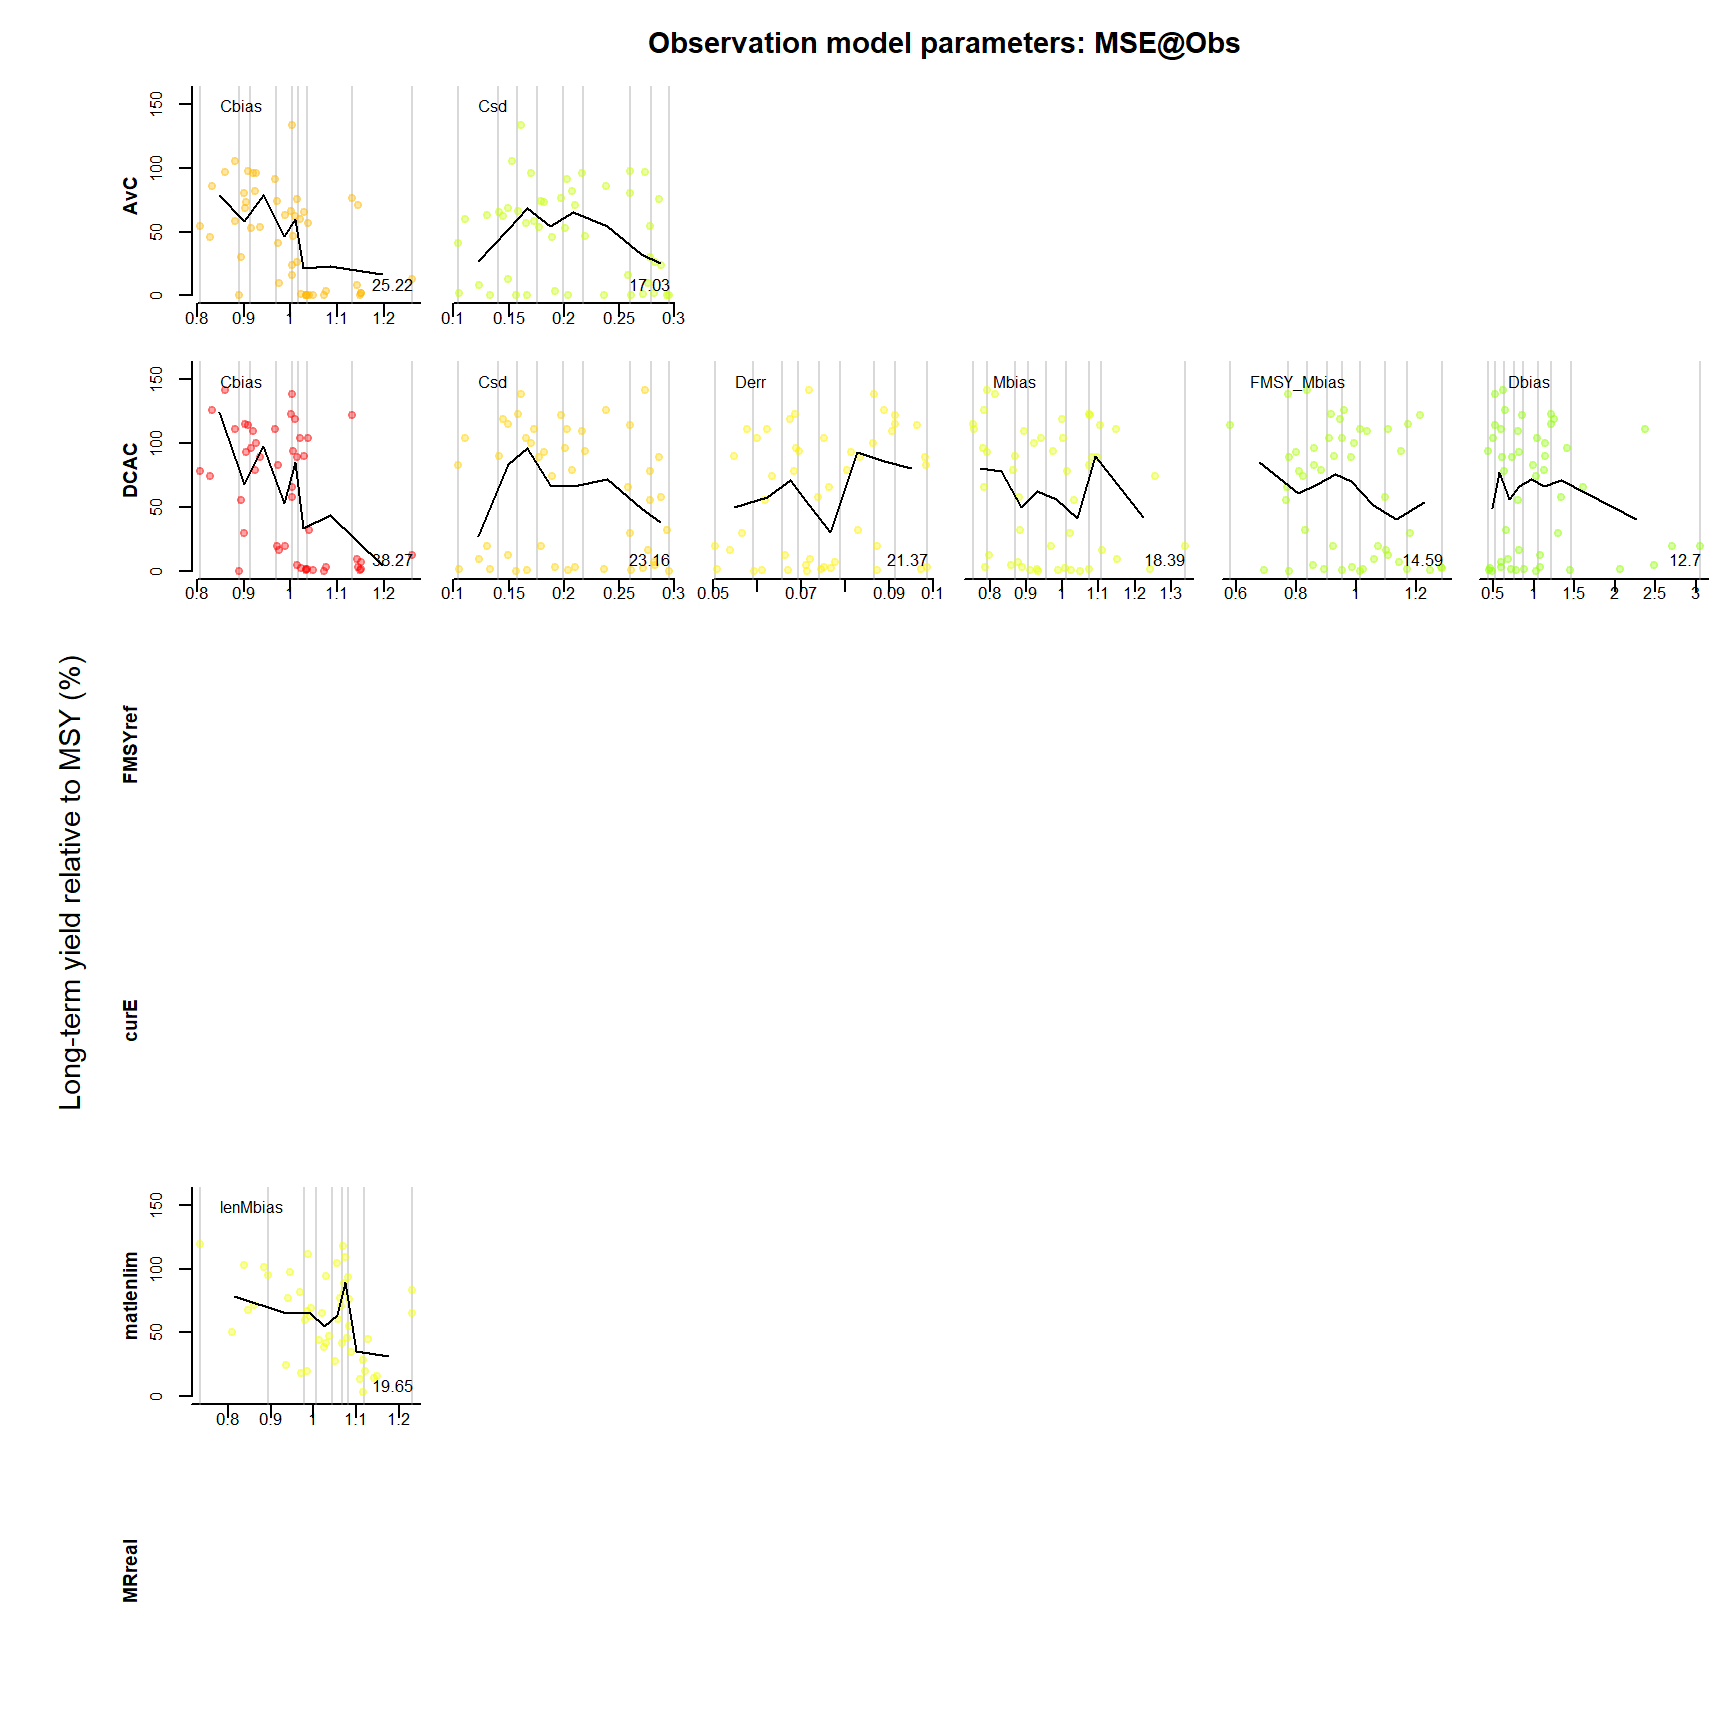 Observation model parameters: MSE@Obs
Long-term yield relative to MSY (%)
AvC
0 50 100 150
Cbias
25.22
0.8 0.9 1 1.1 1.2
Csd
17.03
0.1 0.15 0.2 0.25 0.3
DCAC
0 50 100 150
Cbias
38.27
0.8 0.9 1 1.1 1.2
Csd
23.16
0.1 0.15 0.2 0.25 0.3
Derr
21.37
0.05 0.07 0.09 0.1
Mbias
18.39
0.8 0.9 1 1.1 1.2 1.3
FMSY_Mbias
14.59
0.6 0.8 1 1.2
Dbias
12.7
0.5 1 1.5 2 2.5 3
FMSYref
curE
matlenlim
0 50 100 150
lenMbias
19.65
0.8 0.9 1 1.1 1.2
MRreal